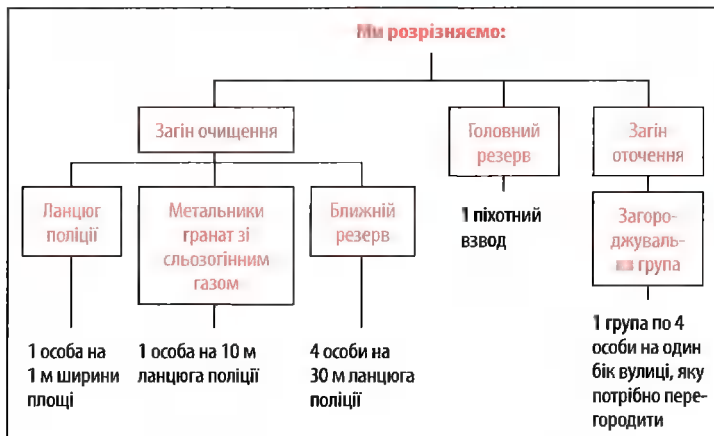 Ми розрізняємо:
Загін очищення
Головний
резерв
Загін
оточення
Ланцюг
поліції
Метальники
гранат зі
сльозогінним
газом
Ближній
резерв
1 піхотний
взвод
Загоро-
джуваль-
на група
1 особа на
1 м ширини
площі
1 особа на 10 м
ланцюга поліції
4 особи на
30 м ланцюга
поліції
1 група по 4
особи на один
бік вулиці, яку
потрібно пере-
городити